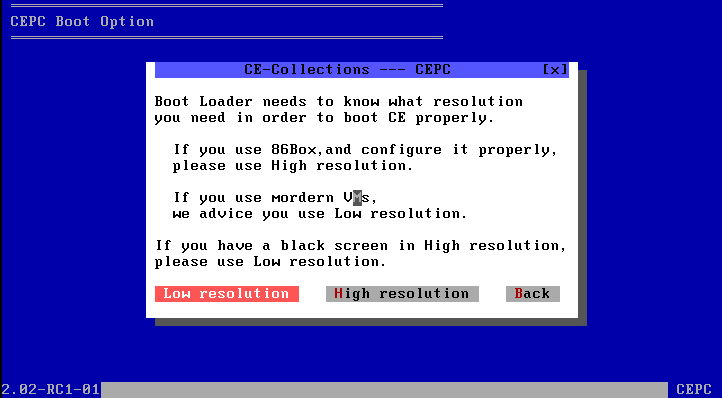 CEPC Boot Option
CE-Collections --- CEPC [x]
Boot Loader needs to know what resolution
you need in order to boot CE properly.
If you use 86Box,and configure it properly,
please use High resolution.
If you use mordern VMs,
we advice you use Low resolution.
If you have a black screen in High resolution,
please use Low resolution.
Low resolution High resolution Back
2.02-RC1-01 CEPC